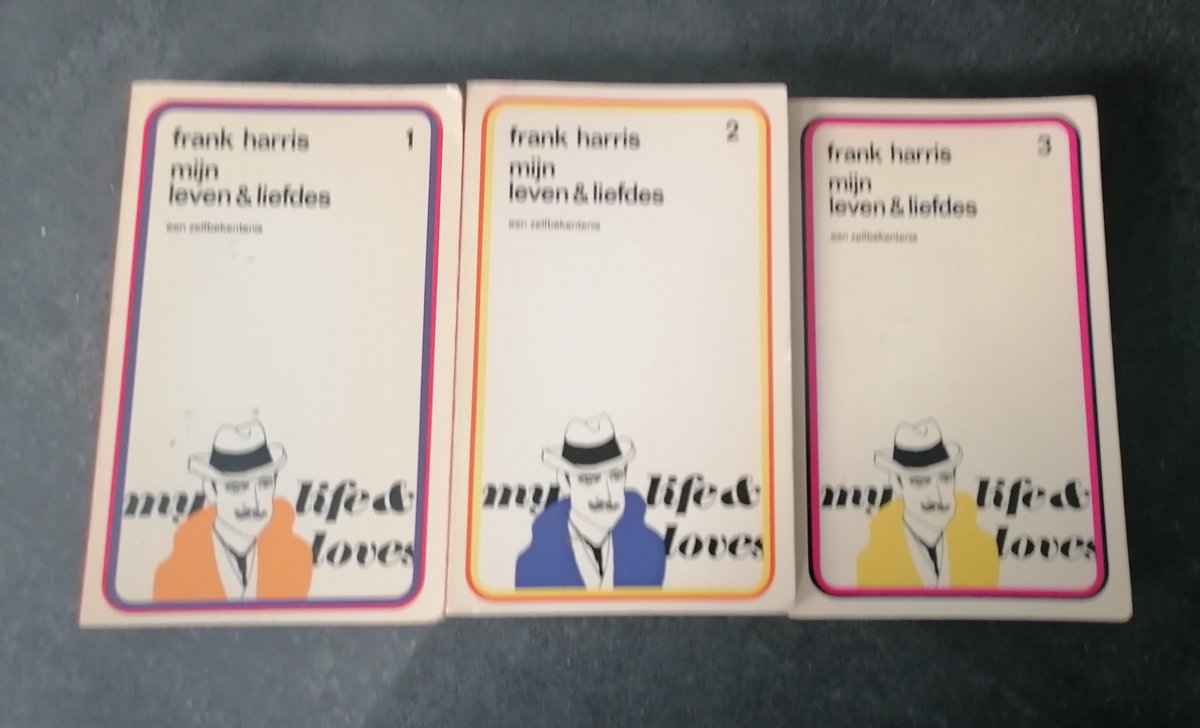 frank harris 1
mijn
leven & liefdes
een zelfbekentenis
my life &
loves
frank harris 2
mijn
leven & liefdes
een zelfbekentenis
my life &
loves
frank harris 3
mijn
leven & liefdes
een zelfbekentenis
my life &
loves